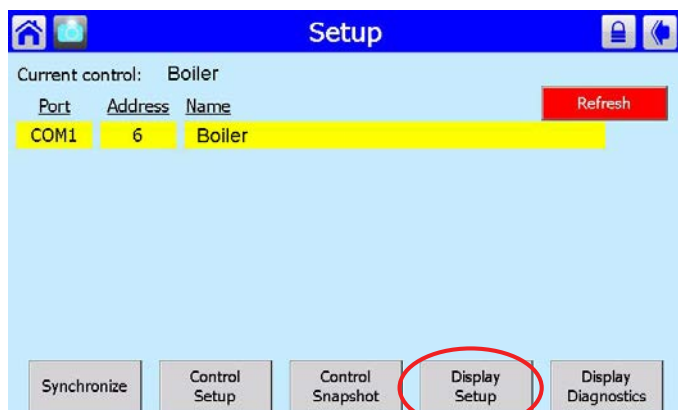 Setup
Current control: Boiler
Port Address Name
Refresh
COM1 6 Boiler
Synchronize
Control Setup
Control Snapshot
Display Setup
Display Diagnostics